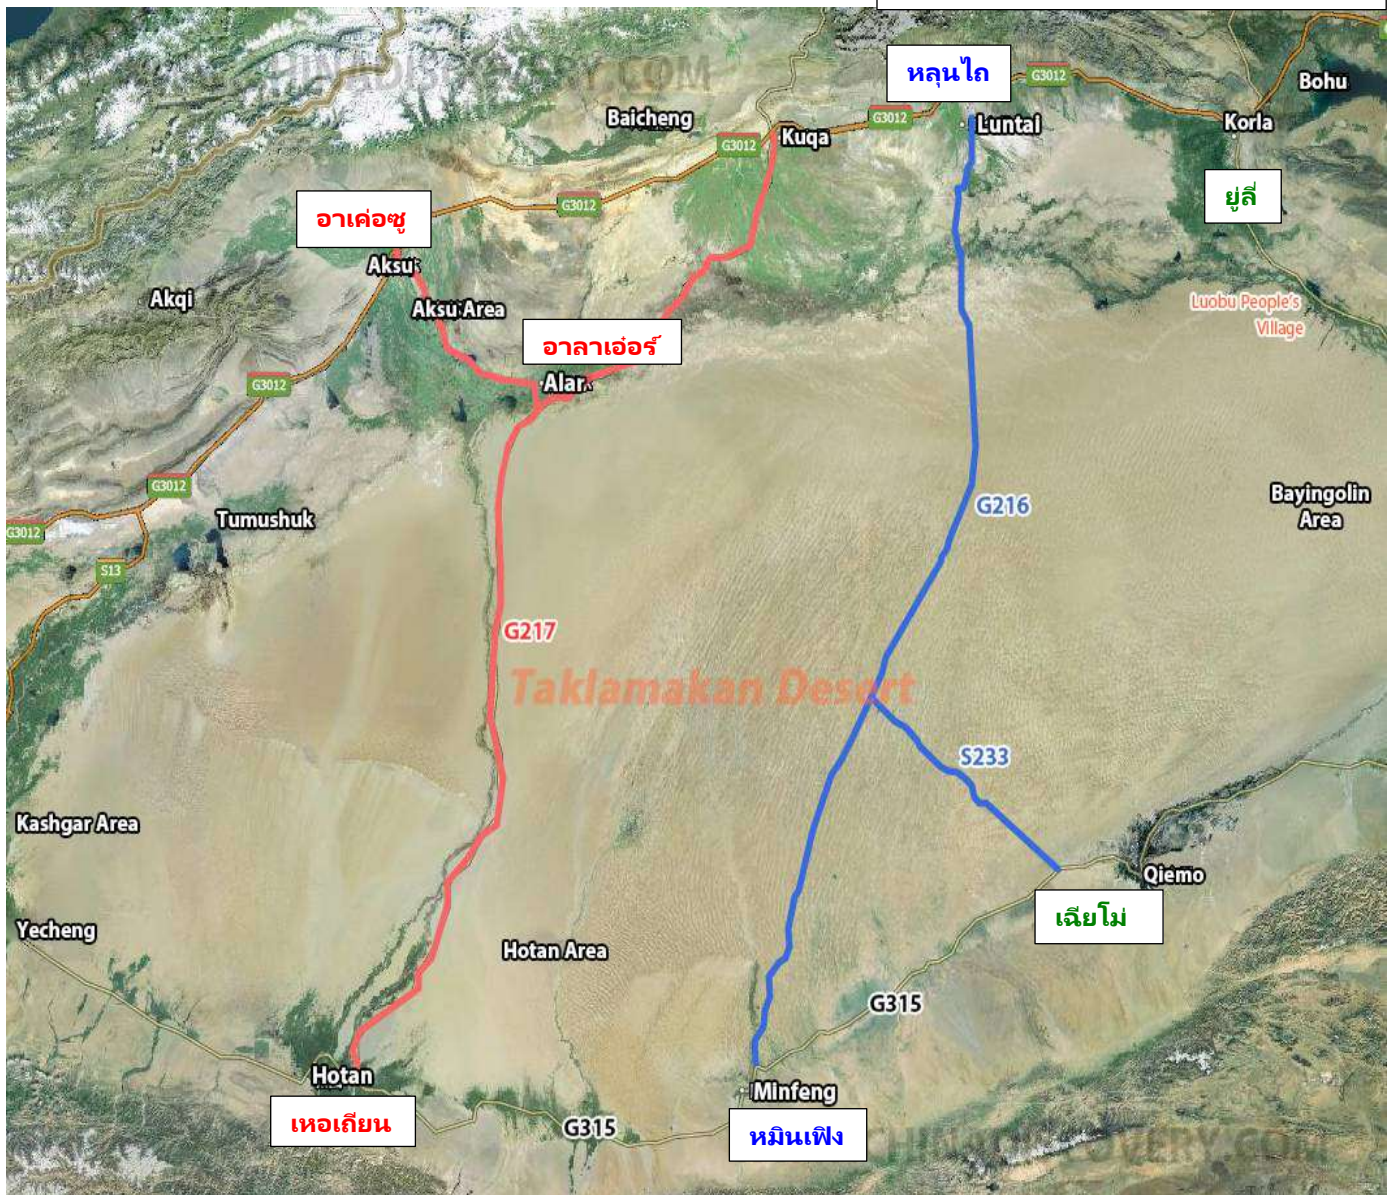 CHINADISCOVERY.COM
หลุนไถ
G3012
Bohu
Baicheng
G3012
Luntai
Korla
G3012
Kuqa
ยู่ลี่
G3012
อาเค่อซู
Aksu
Akqi
Aksu Area
Luobu People's
Village
อาลาเอ๋อร์
Alar
G3012
G3012
Bayingolin
Area
G216
Tumushuk
G3012
S13
G217
Taklamakan Desert
S233
Kashgar Area
Qiemo
เฉียโม่
Yecheng
Hotan Area
G315
Hotan
Minfeng
เหอเถียน
G315
หมินเฟิง
CHINADISCOVERY.COM